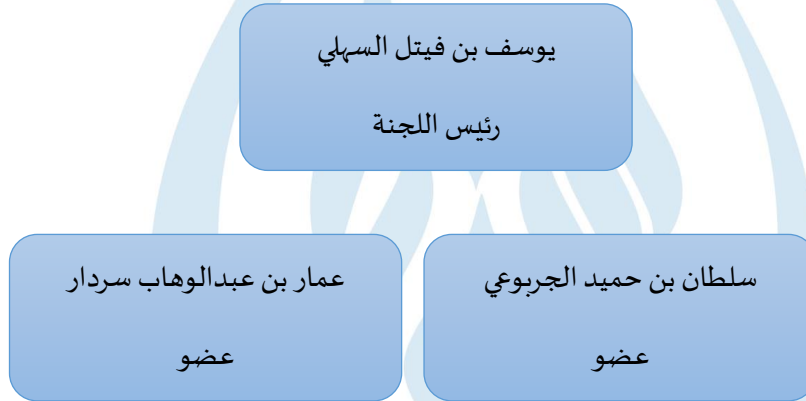 يوسف بن فيتل السهلي
رئيس اللجنة
سلطان بن حميد الجربوعي
عضو
عمار بن عبدالوهاب سردار
عضو